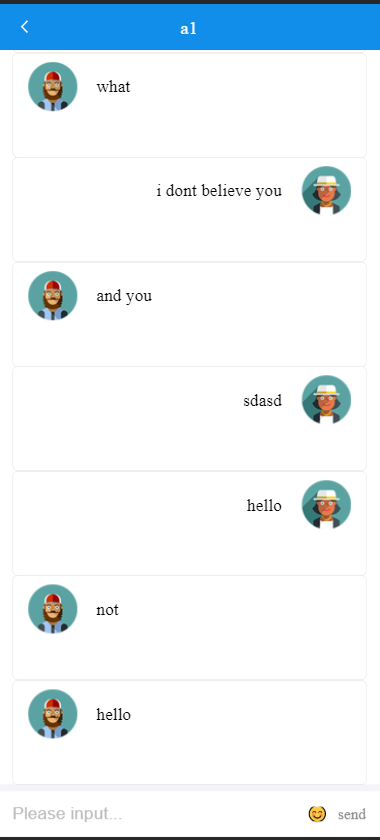 a1
what
i dont believe you
and you
sdasd
hello
not
hello
Please input...
send